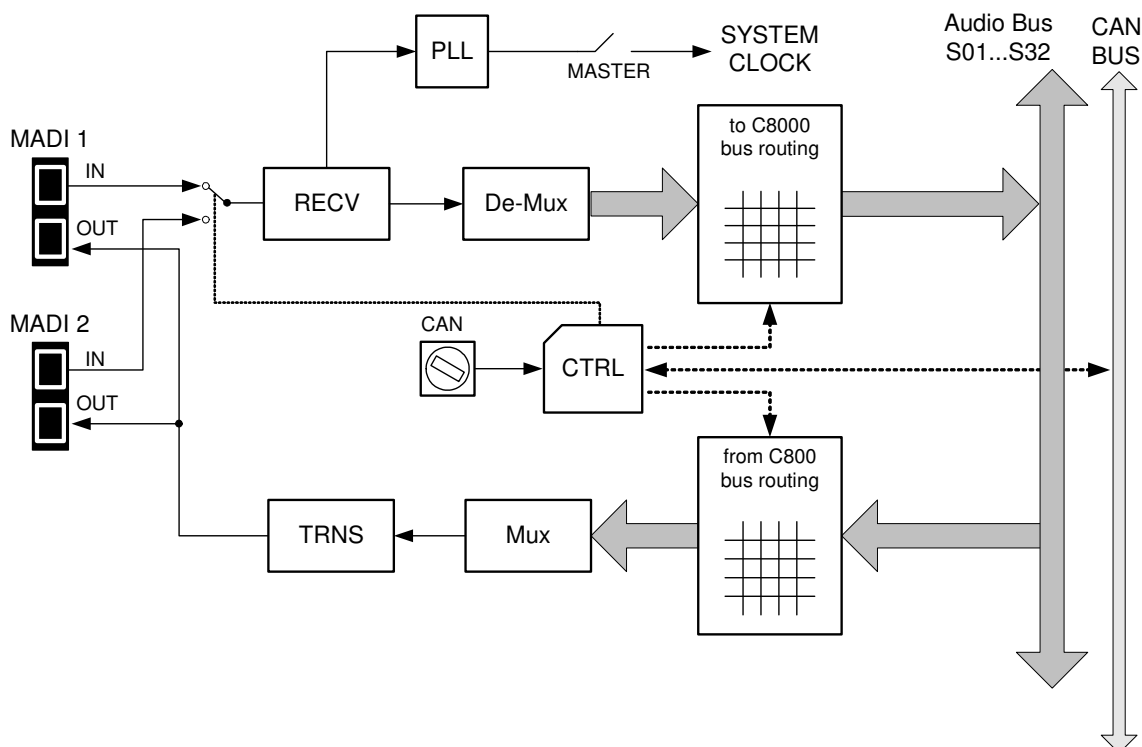 PLL
MASTER
SYSTEM
CLOCK
Audio Bus
S01...S32
CAN
BUS
MADI 1
IN
OUT
RECV
De-Mux
to C8000
bus routing
MADI 2
IN
OUT
CAN
CTRL
from C800
bus routing
TRNS
Mux